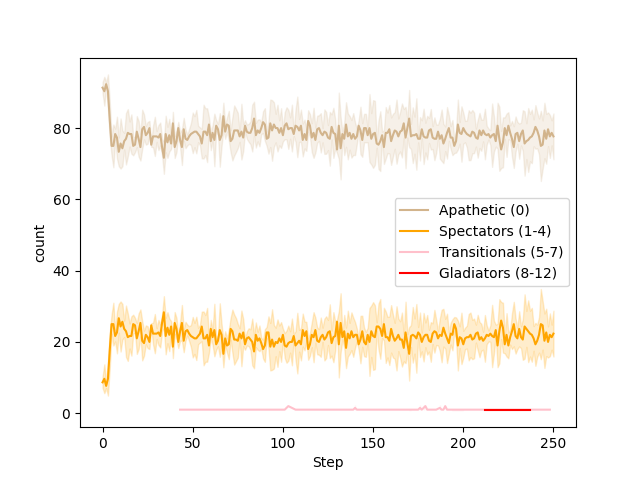 80
60
40
20
0
count
0 50 100 150 200 250
Step
Apathetic (0)
Spectators (1-4)
Transitionals (5-7)
Gladiators (8-12)